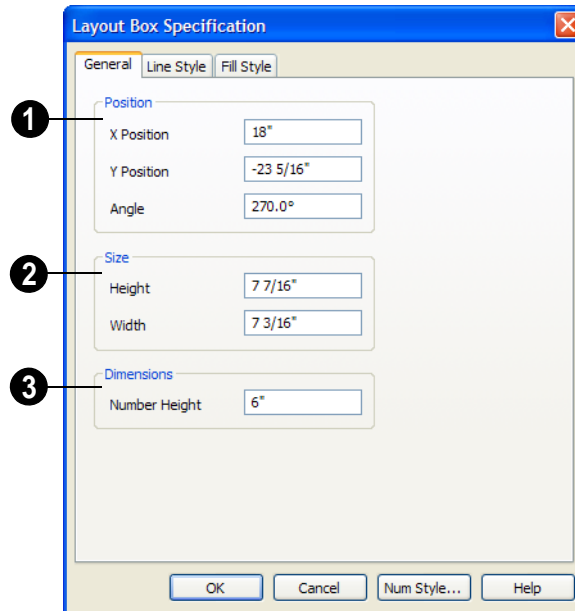 Layout Box Specification
General Line Style Fill Style
1
Position
X Position 18"
Y Position -23 5/16"
Angle 270.0°
2
Size
Height 7 7/16"
Width 7 3/16"
3
Dimensions
Number Height 6"
OK Cancel Num Style... Help